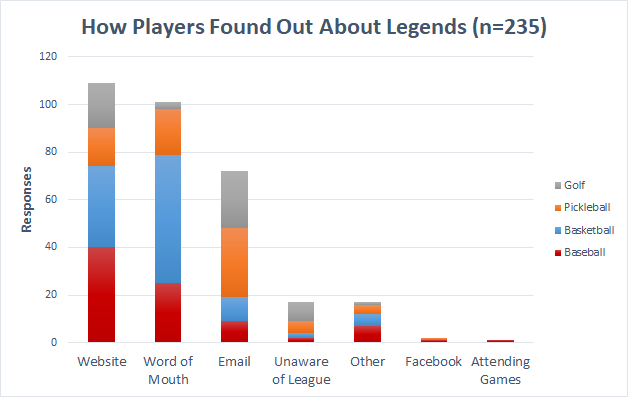 How Players Found Out About Legends (n=235)
120
100
80
60
40
20
0
Responses
Website
Word of
Mouth
Email
Unaware
of League
Other
Facebook
Attending
Games
Golf
Pickleball
Basketball
Baseball